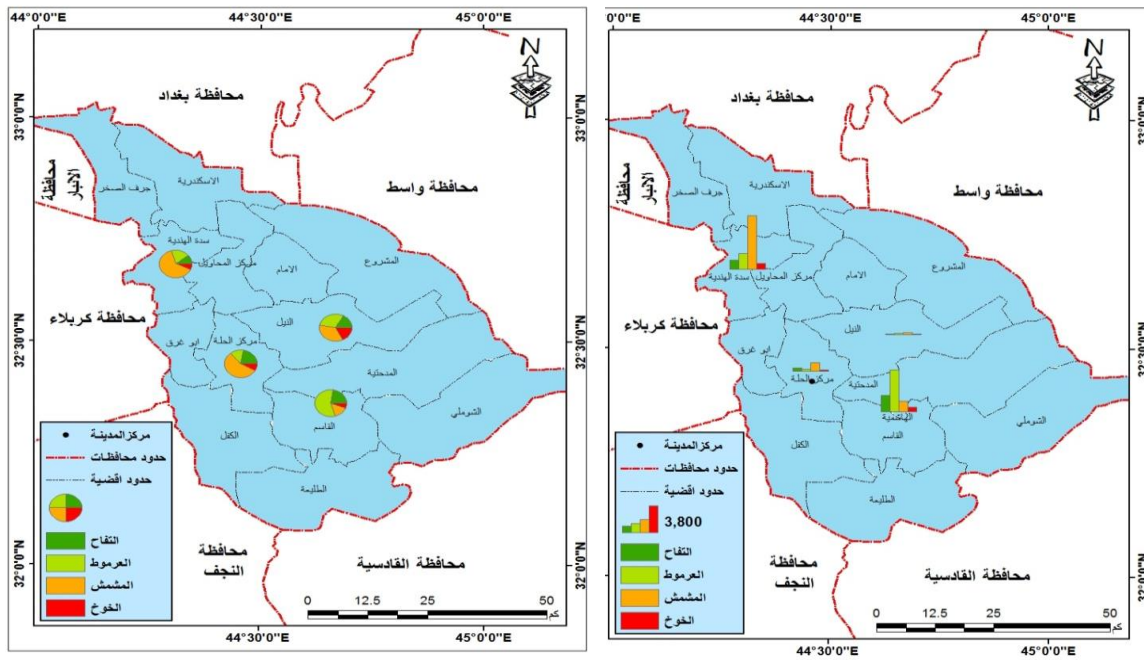 44°0'0"E
44°30'0"E
45°0'0"E
33°0'0"N
32°30'0"N
32°0'0"N
N
محافظة بغداد
محافظة واسط
محافظة
الانبار
محافظة كربلاء
الاسكندرية
جرف الصخر
سدة الهندية
مركز المحاويل
الامام
المشروع
النيل
ابو غرق
مركز الحلة
المدحتية
القاسم
الشوملي
الكفل
الطليعة
محافظة
النجف
محافظة القادسية
مركزالمدينة
حدود محافظات
حدود اقضية
التفاح
العرموط
المشمش
الخوخ
0 12.5 25 50
كم
44°30'0"E
45°0'0"E
0°0'0"E
44°30'0"E
45°0'0"E
33°0'0"N
32°0'0"N
N
محافظة بغداد
محافظة واسط
محافظة
الانبار
محافظة كربلاء
الاسكندرية
جرف الصخر
سدة الهندية
مركز المحاويل
الامام
المشروع
النيل
ابو غرق
مركز الحلة
المدحتية
الهاشمية
القاسم
الشوملي
الكفل
الطليعة
محافظة
النجف
محافظة القادسية
مركزالمدينة
حدود محافظات
حدود اقضية
3,800
التفاح
العرموط
المشمش
الخوخ
0 12.5 25 50
كم
44°30'0"E
45°0'0"E